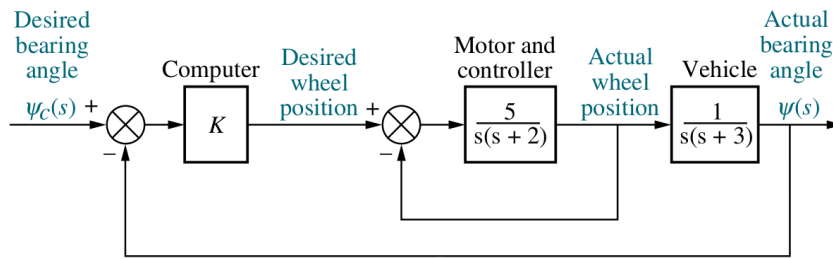 Desired
bearing
angle
ψC(s) +
−
Computer
K
Desired
wheel
position +
−
Motor and
controller
5
s(s + 2)
Actual
wheel
position
Vehicle
1
s(s + 3)
Actual
bearing
angle
ψ(s)